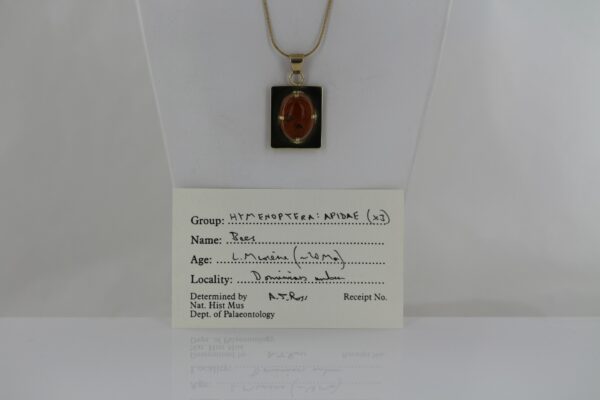 Group: HYMENOPTERA: APIDAE (x3)
Name: Bees
Age: L. Miocene (~20 Ma)
Locality: Dominican amber
Determined by A.J. Ross Receipt No.
Nat. Hist Mus
Dept. of Palaeontology